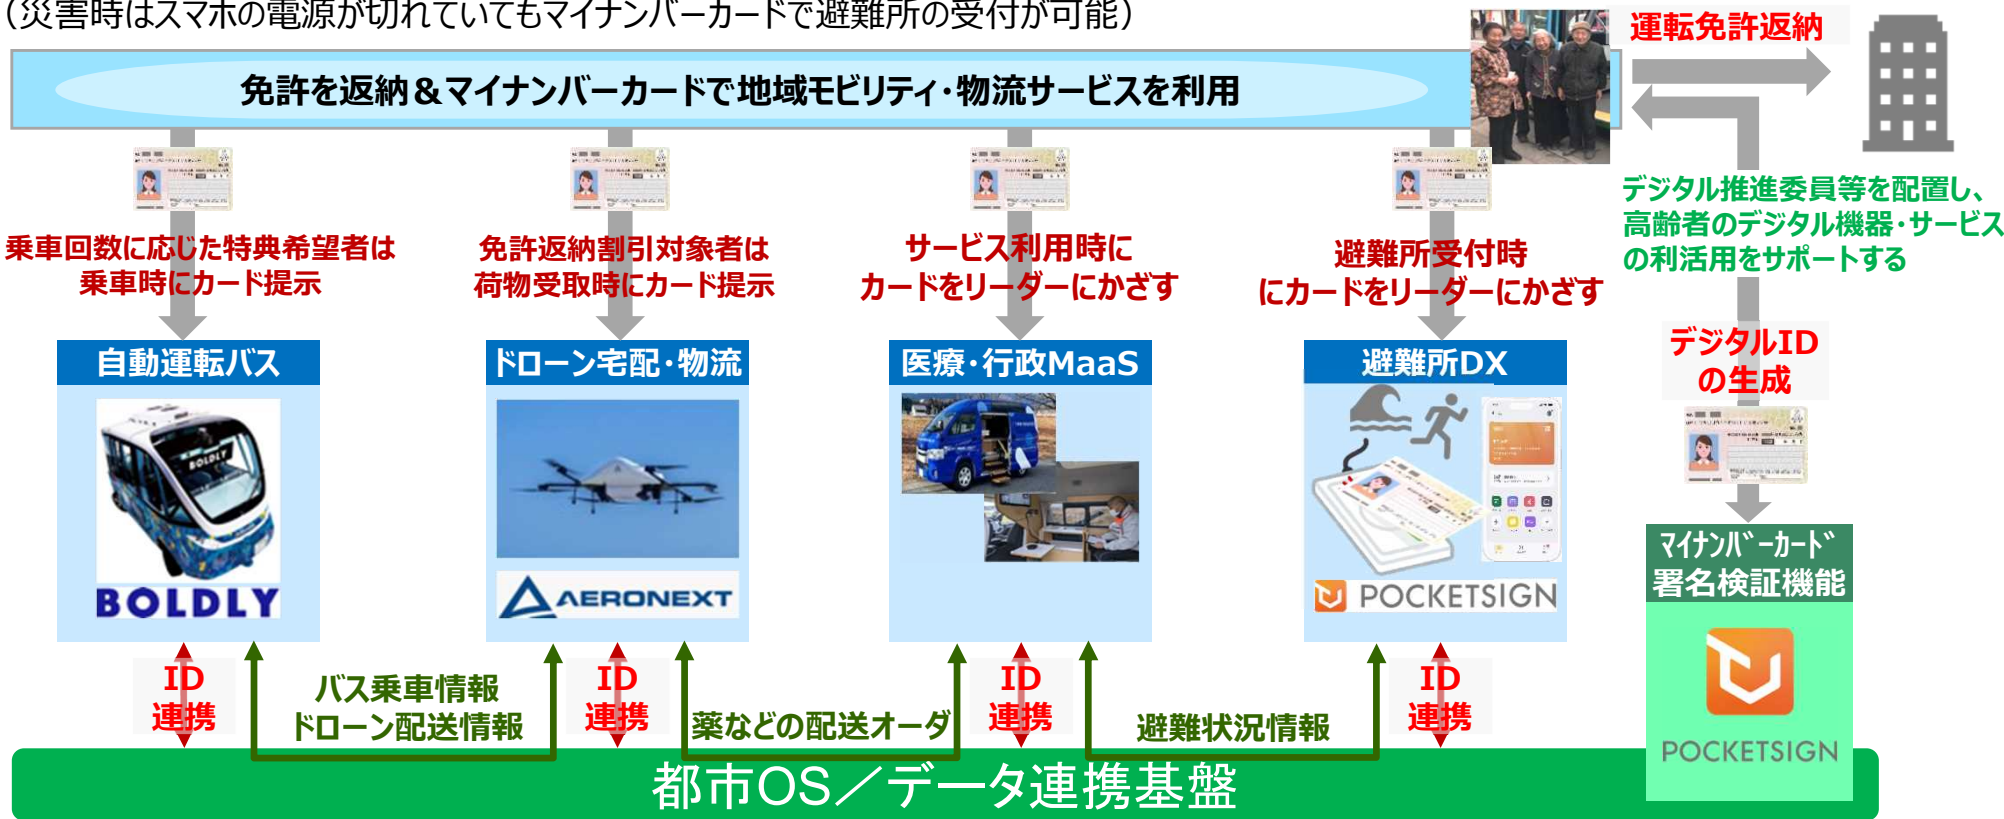 （災害時はスマホの電源が切れていてもマイナンバーカードで避難所の受付が可能）
運転免許返納
免許を返納＆マイナンバーカードで地域モビリティ・物流サービスを利用
デジタル推進委員等を配置し、
高齢者のデジタル機器・サービス
の利活用をサポートする
乗車回数に応じた特典希望者は
乗車時にカード提示
免許返納割引対象者は
荷物受取時にカード提示
サービス利用時に
カードをリーダーにかざす
避難所受付時
にカードをリーダーにかざす
デジタルID
の生成
自動運転バス
BOLDLY
BOLDLY
ドローン宅配・物流
AERONEXT
医療・行政MaaS
避難所DX
POCKETSIGN
マイナンバーカード
署名検証機能
POCKETSIGN
ID
連携
バス乗車情報
ドローン配送情報
ID
連携
薬などの配送オーダ
ID
連携
避難状況情報
ID
連携
都市OS／データ連携基盤